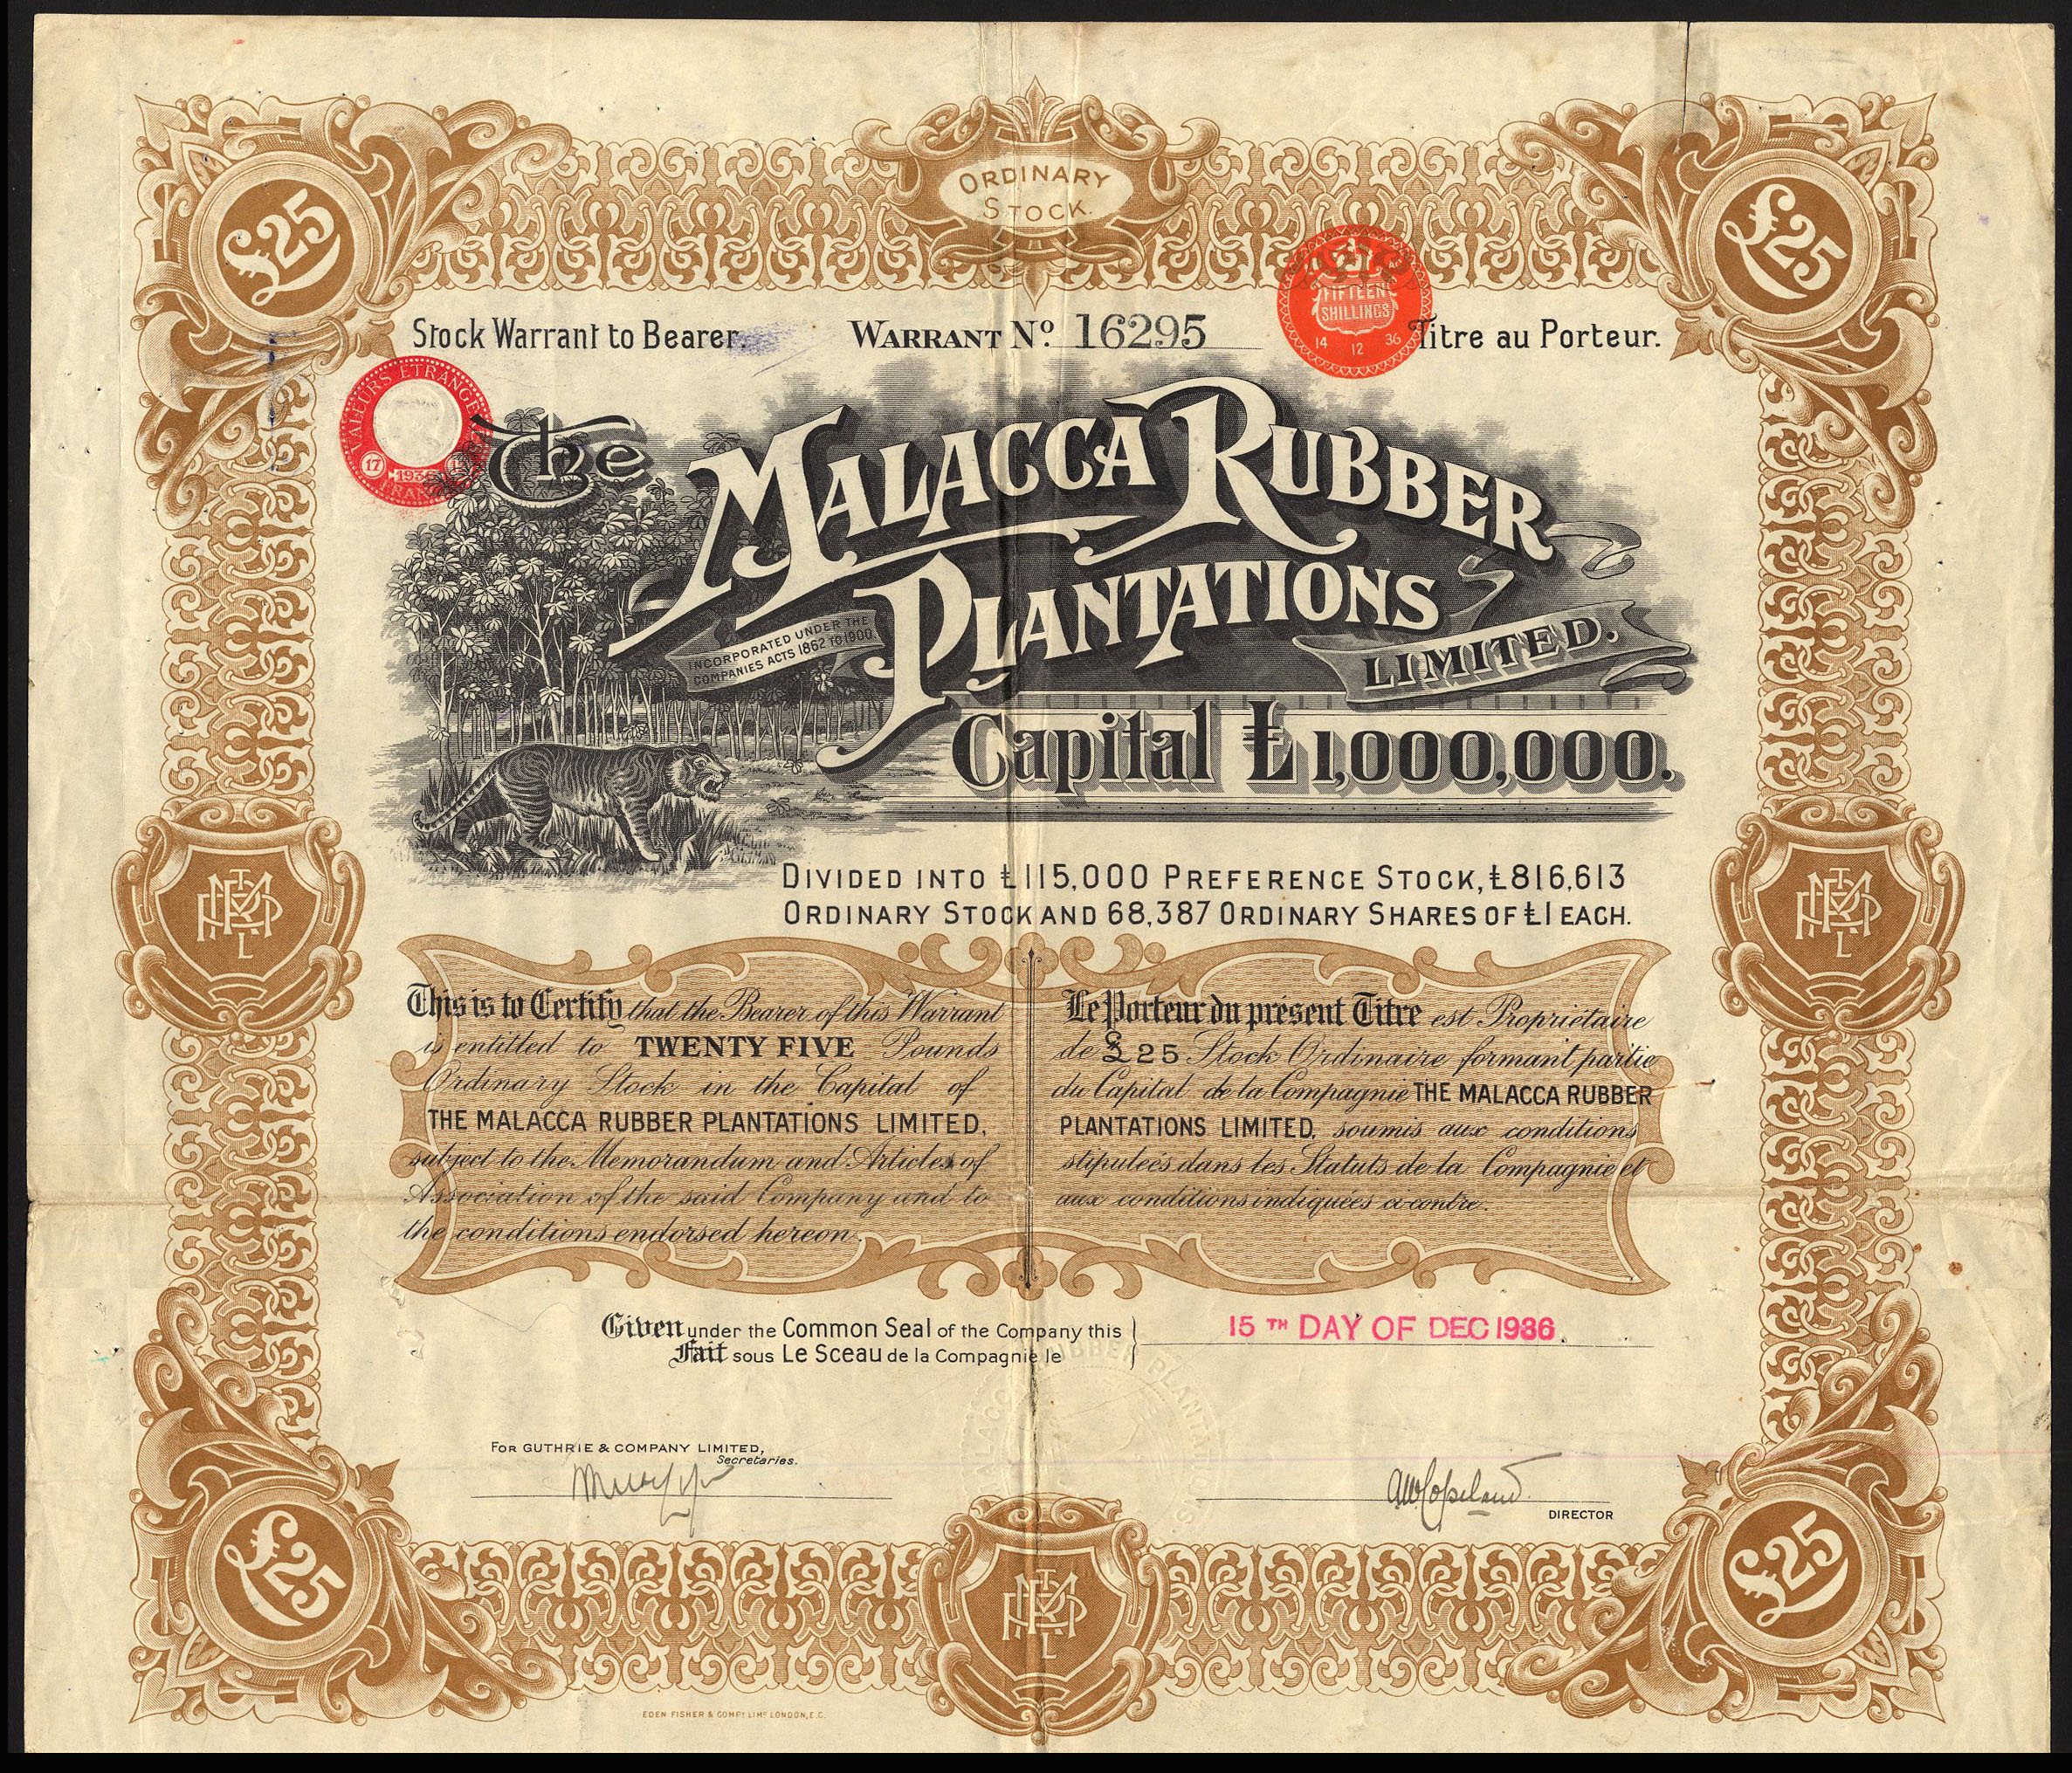 ORDINARY
STOCK.
£25
£25
Stock Warrant to Bearer.
WARRANT No. 16295
Titre au Porteur.
FIFTEEN
SHILLINGS
14 12 36
VALEURS ETRANGE
17
The
MALACCA RUBBER
PLANTATIONS
LIMITED.
INCORPORATED UNDER THE
COMPANIES ACTS 1862 TO 1900.
Capital £1,000,000.
DIVIDED INTO £115,000 PREFERENCE STOCK, £816,613
ORDINARY STOCK AND 68,387 ORDINARY SHARES OF £1 EACH.
This is to Certify that the Bearer of this Warrant
is entitled to TWENTY FIVE Pounds
Ordinary Stock in the Capital of
THE MALACCA RUBBER PLANTATIONS LIMITED,
subject to the Memorandum and Articles of
Association of the said Company and to
the conditions endorsed hereon.
Le Porteur du présent Titre est Propriétaire
de £25 Stock Ordinaire formant partie
du Capital de la Compagnie THE MALACCA RUBBER
PLANTATIONS LIMITED, soumis aux conditions
stipulées dans les Statuts de la Compagnie et
aux conditions indiquées ci-contre.
Given under the Common Seal of the Company this
Fait sous Le Sceau de la Compagnie le
15TH DAY OF DEC 1936
FOR GUTHRIE & COMPANY LIMITED,
Secretaries.
AW Copeland
DIRECTOR
£25
£25
EDEN FISHER & COMPY. LIMD. LONDON, E.C.